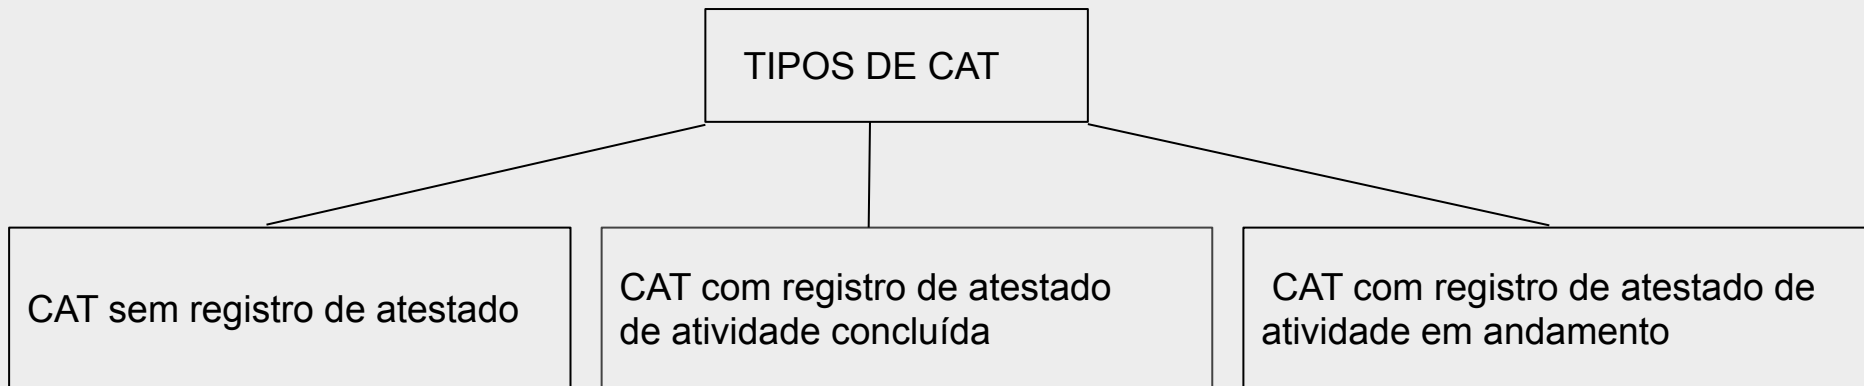 TIPOS DE CAT
CAT sem registro de atestado
CAT com registro de atestado
de atividade concluída
CAT com registro de atestado de
atividade em andamento